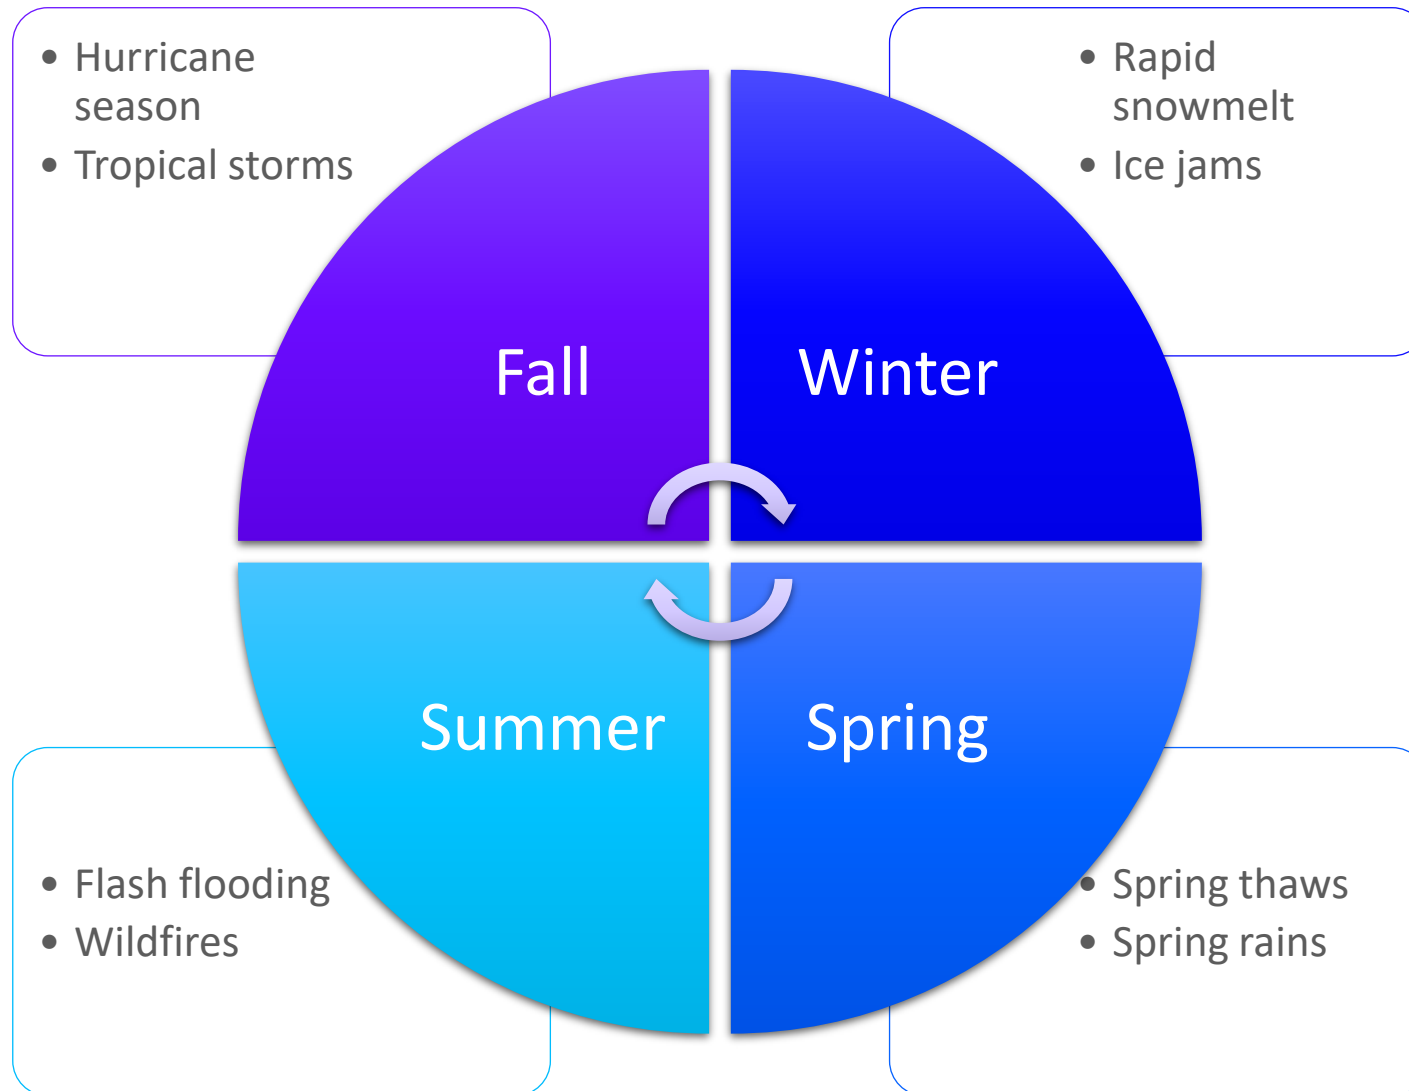 • Hurricane
season
• Tropical storms
• Rapid
snowmelt
• Ice jams
Fall
Winter
Summer
Spring
• Flash flooding
• Wildfires
• Spring thaws
• Spring rains